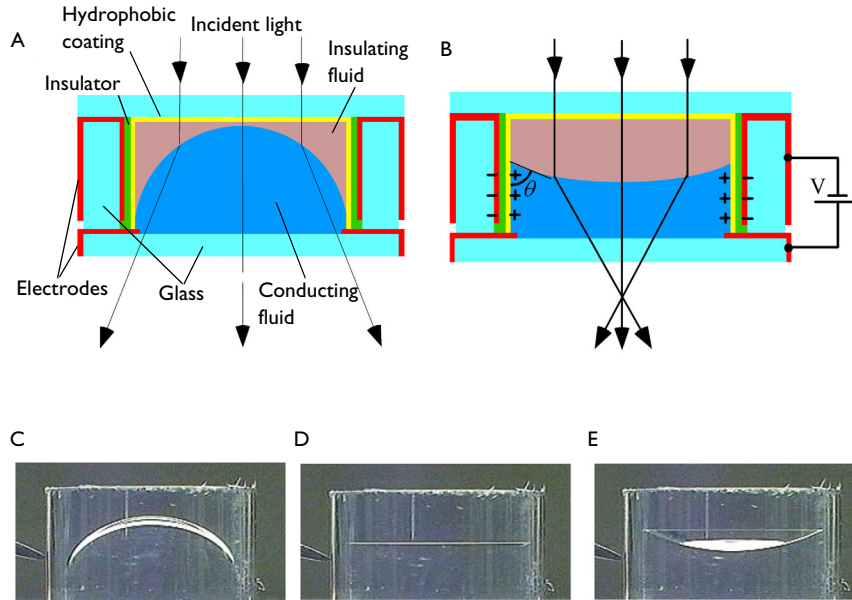 A
Hydrophobic
coating
Incident light
Insulating
fluid
Insulator
Electrodes
Glass
Conducting
fluid
B
θ
V
C
D
E